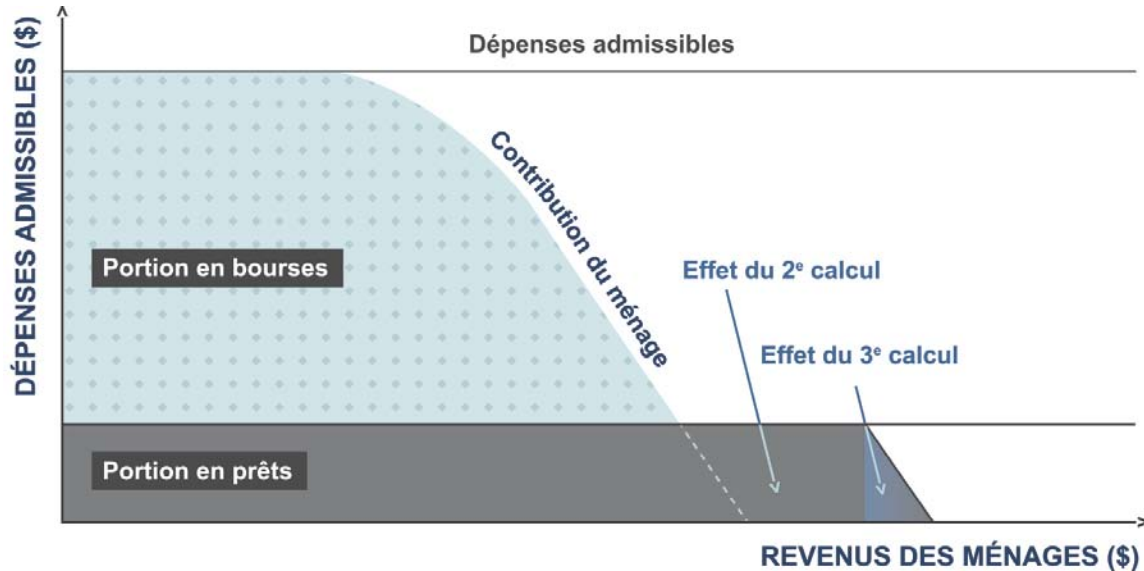 DÉPENSES ADMISSIBLES ($)
Dépenses admissibles
Contribution du ménage
Portion en bourses
Effet du 2e calcul
Effet du 3e calcul
Portion en prêts
REVENUS DES MÉNAGES ($)